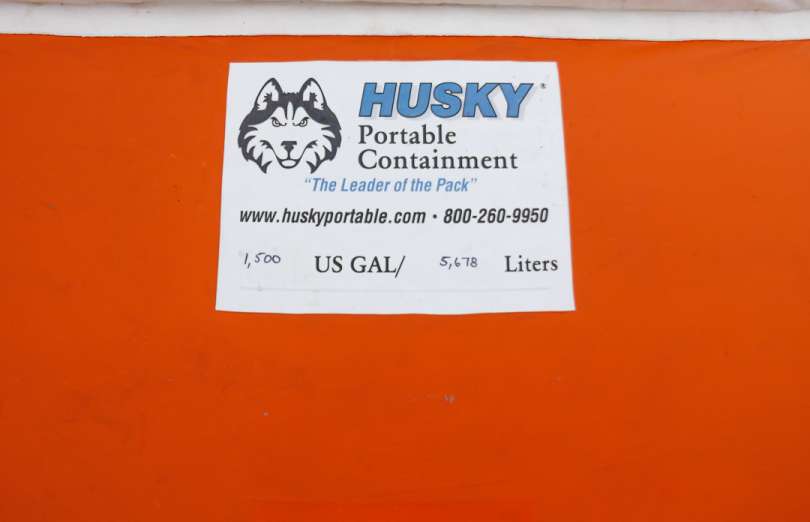 HUSKY®
Portable
Containment
"The Leader of the Pack"
www.huskyportable.com • 800-260-9950
1,500 US GAL/ 5,678 Liters